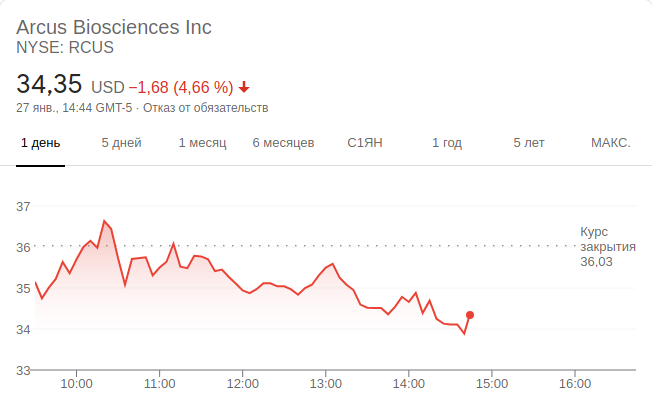 Arcus Biosciences Inc
NYSE: RCUS
34,35 USD −1,68 (4,66 %)
27 янв., 14:44 GMT-5 · Отказ от обязательств
1 день 5 дней 1 месяц 6 месяцев С1ЯН 1 год 5 лет МАКС.
37
36
35
34
33
Курс
закрытия
36,03
10:00 11:00 12:00 13:00 14:00 15:00 16:00